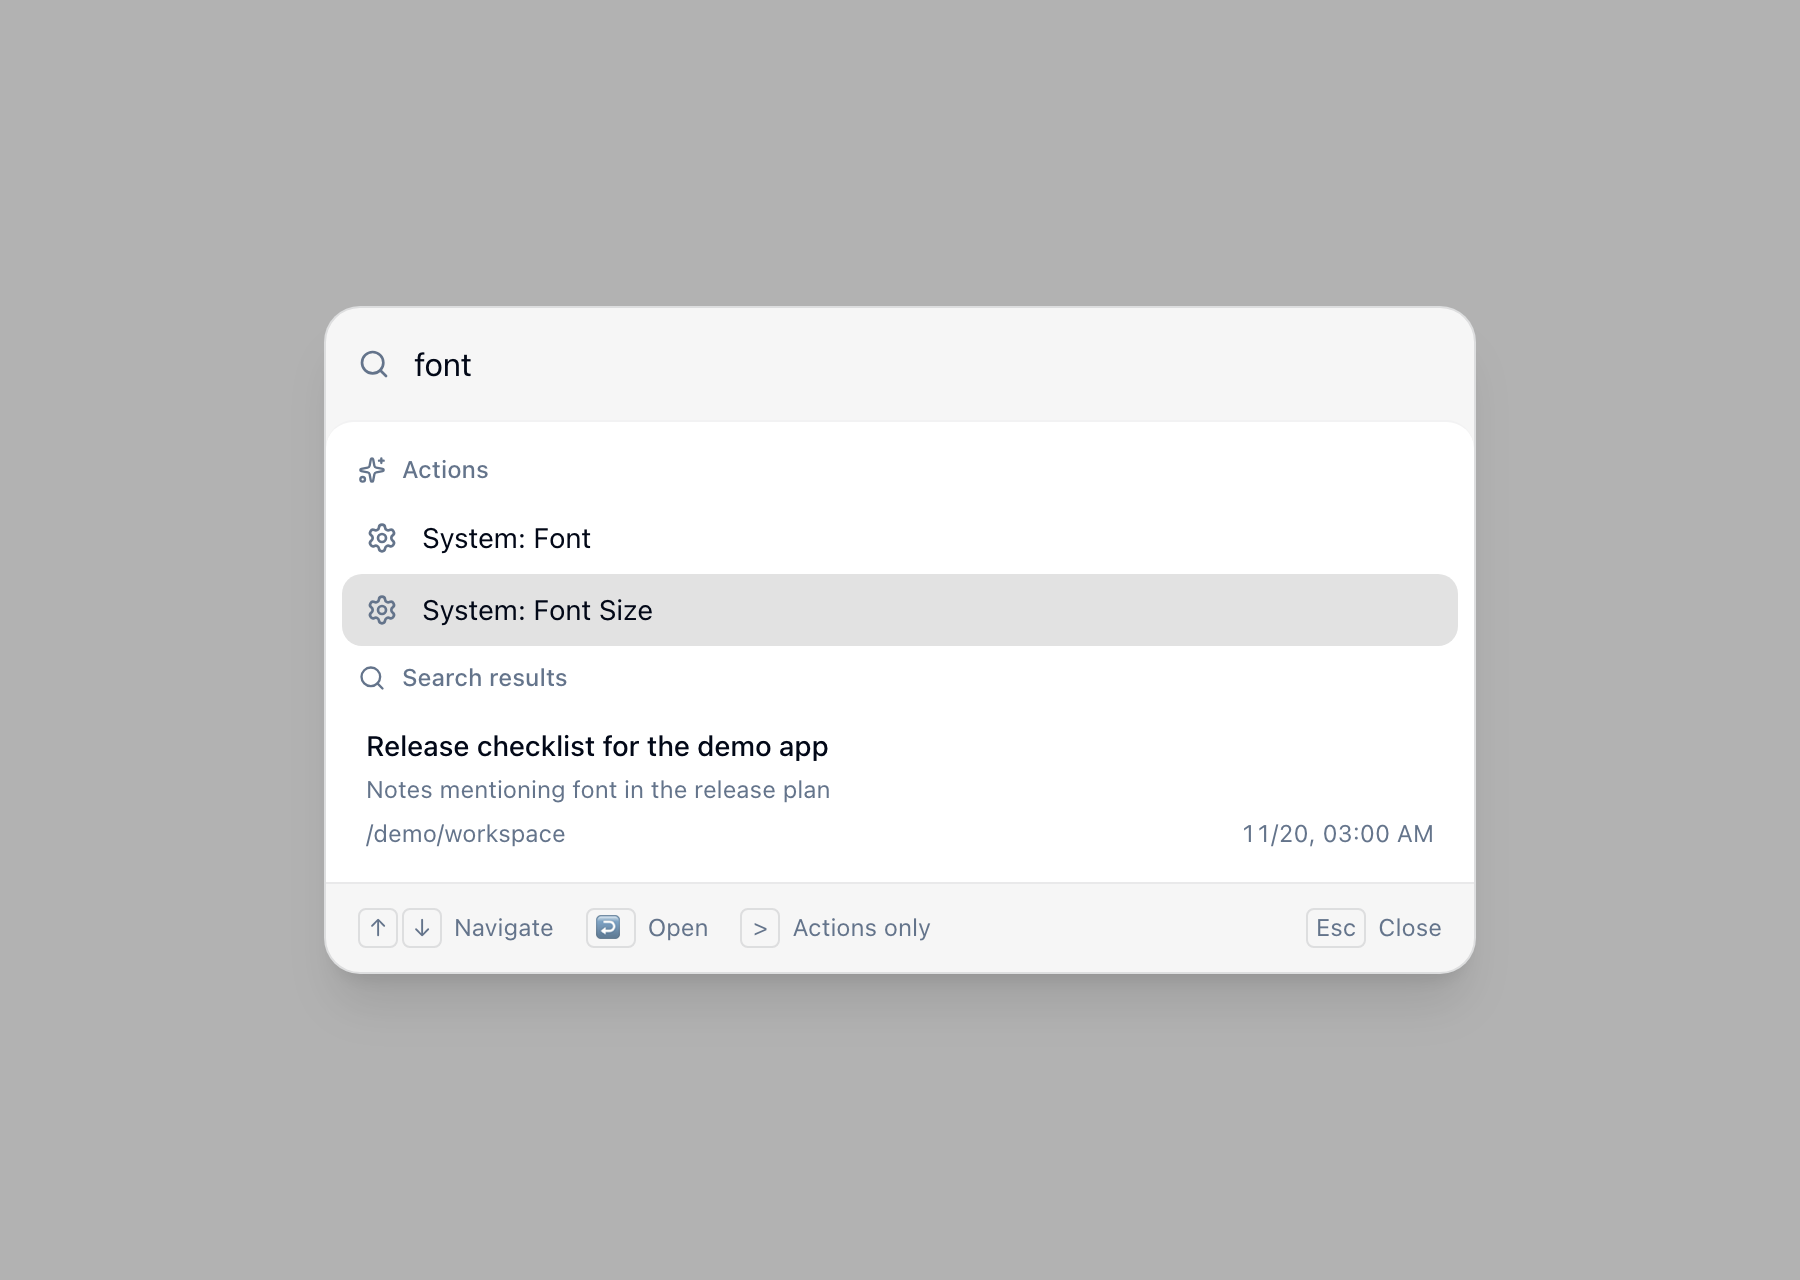 font
Actions
System: Font
System: Font Size
Search results
Release checklist for the demo app
Notes mentioning font in the release plan
/demo/workspace 11/20, 03:00 AM
↑ ↓ Navigate ↩ Open > Actions only Esc Close